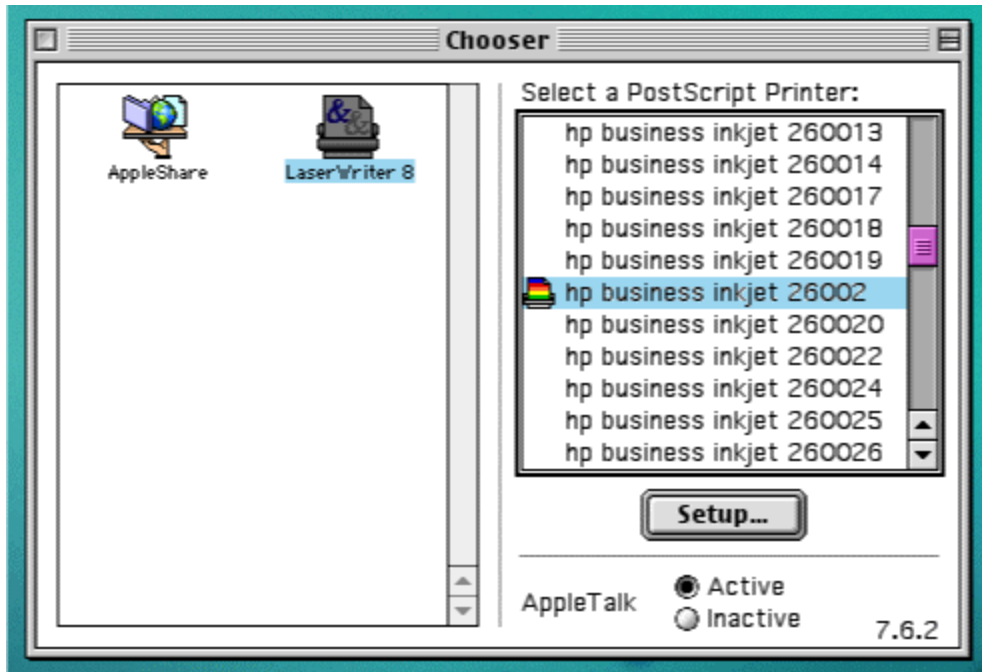 Chooser
AppleShare
LaserWriter 8
Select a PostScript Printer:
hp business inkjet 260013
hp business inkjet 260014
hp business inkjet 260017
hp business inkjet 260018
hp business inkjet 260019
hp business inkjet 26002
hp business inkjet 260020
hp business inkjet 260022
hp business inkjet 260024
hp business inkjet 260025
hp business inkjet 260026
Setup...
AppleTalk
Active
Inactive
7.6.2